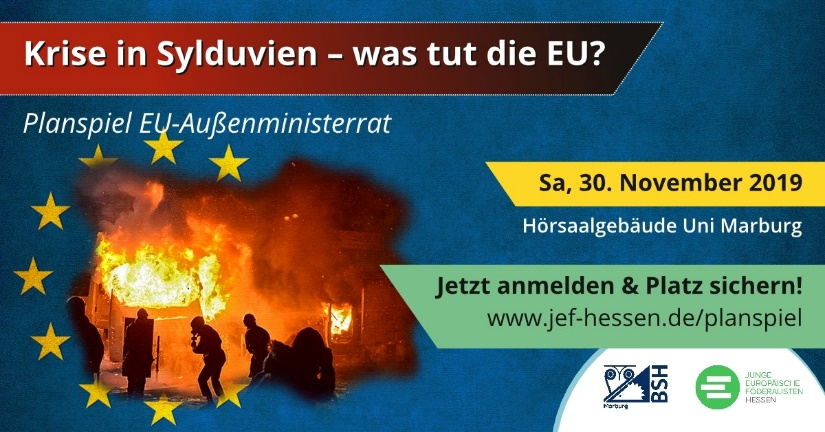 Krise in Sylduvien – was tut die EU?
Planspiel EU-Außenministerrat
Sa, 30. November 2019
Hörsaalgebäude Uni Marburg
Jetzt anmelden & Platz sichern!
www.jef-hessen.de/planspiel
Marburg
BSH
JUNGE
EUROPÄISCHE
FÖDERALISTEN
HESSEN